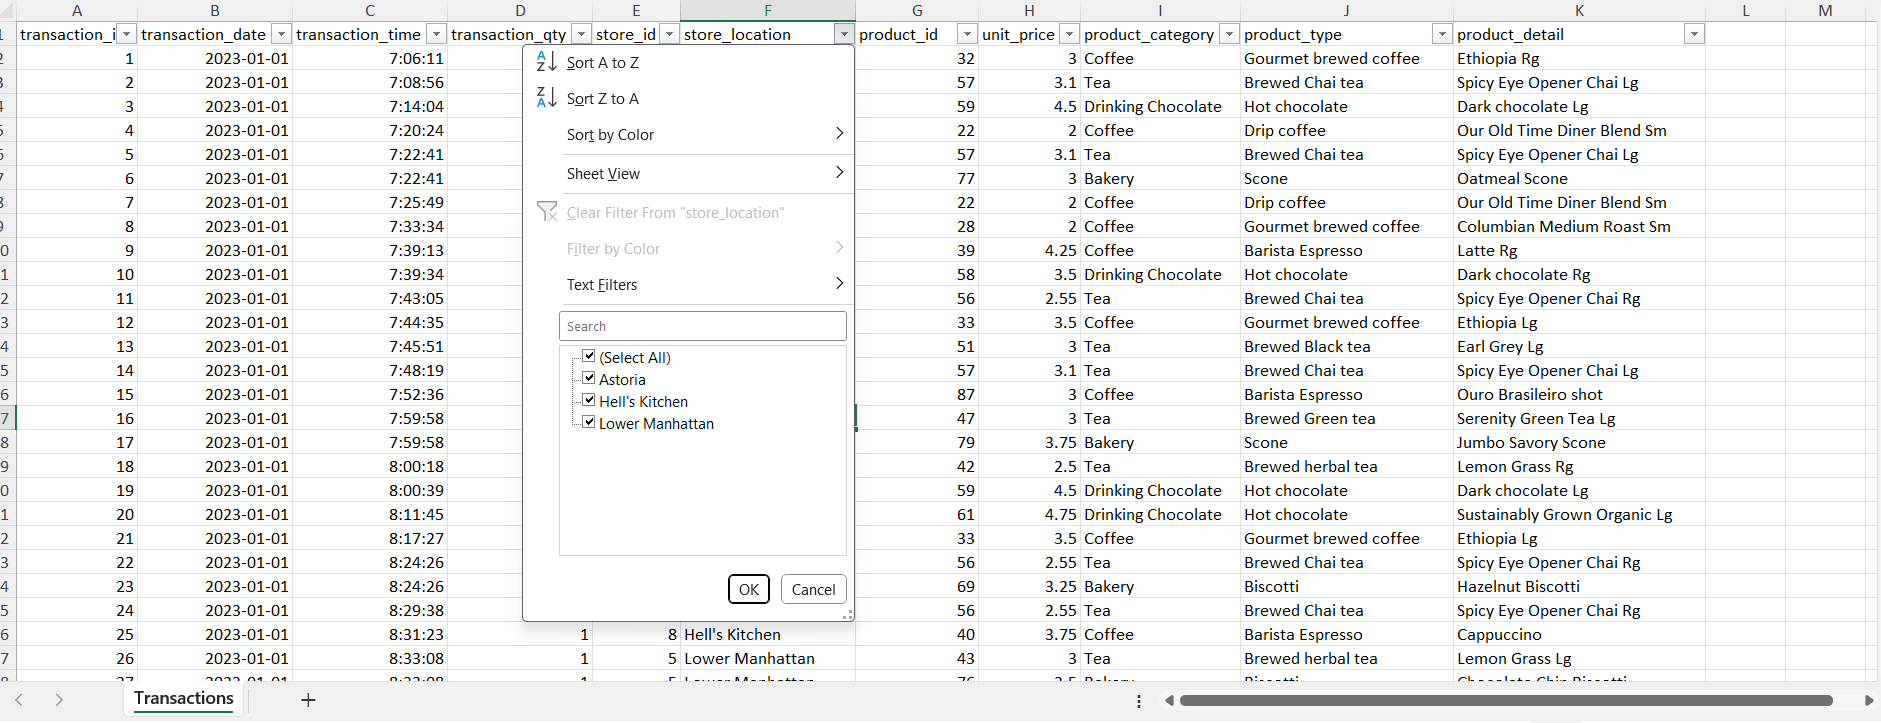 A B C D E F G H I J K L M
1 transaction_i transaction_date transaction_time transaction_qty store_id store_location product_id unit_price product_category product_type product_detail
2 1 2023-01-01 7:06:11 Sort A to Z 32 3 Coffee Gourmet brewed coffee Ethiopia Rg
3 2 2023-01-01 7:08:56 57 3.1 Tea Brewed Chai tea Spicy Eye Opener Chai Lg
4 3 2023-01-01 7:14:04 Sort Z to A 59 4.5 Drinking Chocolate Hot chocolate Dark chocolate Lg
5 4 2023-01-01 7:20:24 Sort by Color 22 2 Coffee Drip coffee Our Old Time Diner Blend Sm
5 2023-01-01 7:22:41 57 3.1 Tea Brewed Chai tea Spicy Eye Opener Chai Lg
7 6 2023-01-01 7:22:41 Sheet View 77 3 Bakery Scone Oatmeal Scone
8 7 2023-01-01 7:25:49 Clear Filter From "store_location" 22 2 Coffee Drip coffee Our Old Time Diner Blend Sm
9 8 2023-01-01 7:33:34 28 2 Coffee Gourmet brewed coffee Columbian Medium Roast Sm
0 9 2023-01-01 7:39:13 Filter by Color 39 4.25 Coffee Barista Espresso Latte Rg
1 10 2023-01-01 7:39:34 Text Filters 58 3.5 Drinking Chocolate Hot chocolate Dark chocolate Rg
2 11 2023-01-01 7:43:05 56 2.55 Tea Brewed Chai tea Spicy Eye Opener Chai Rg
3 12 2023-01-01 7:44:35 Search 33 3.5 Coffee Gourmet brewed coffee Ethiopia Lg
4 13 2023-01-01 7:45:51 (Select All) 51 3 Tea Brewed Black tea Earl Grey Lg
5 14 2023-01-01 7:48:19 Astoria 57 3.1 Tea Brewed Chai tea Spicy Eye Opener Chai Lg
6 15 2023-01-01 7:52:36 Hell's Kitchen 87 3 Coffee Barista Espresso Ouro Brasileiro shot
7 16 2023-01-01 7:59:58 Lower Manhattan 47 3 Tea Brewed Green tea Serenity Green Tea Lg
8 17 2023-01-01 7:59:58 79 3.75 Bakery Scone Jumbo Savory Scone
9 18 2023-01-01 8:00:18 42 2.5 Tea Brewed herbal tea Lemon Grass Rg
0 19 2023-01-01 8:00:39 59 4.5 Drinking Chocolate Hot chocolate Dark chocolate Lg
1 20 2023-01-01 8:11:45 61 4.75 Drinking Chocolate Hot chocolate Sustainably Grown Organic Lg
2 21 2023-01-01 8:17:27 33 3.5 Coffee Gourmet brewed coffee Ethiopia Lg
3 22 2023-01-01 8:24:26 56 2.55 Tea Brewed Chai tea Spicy Eye Opener Chai Rg
4 23 2023-01-01 8:24:26 OK Cancel 69 3.25 Bakery Biscotti Hazelnut Biscotti
5 24 2023-01-01 8:29:38 56 2.55 Tea Brewed Chai tea Spicy Eye Opener Chai Rg
6 25 2023-01-01 8:31:23 1 8 Hell's Kitchen 40 3.75 Coffee Barista Espresso Cappuccino
7 26 2023-01-01 8:33:08 1 5 Lower Manhattan 43 3 Tea Brewed herbal tea Lemon Grass Lg
Transactions